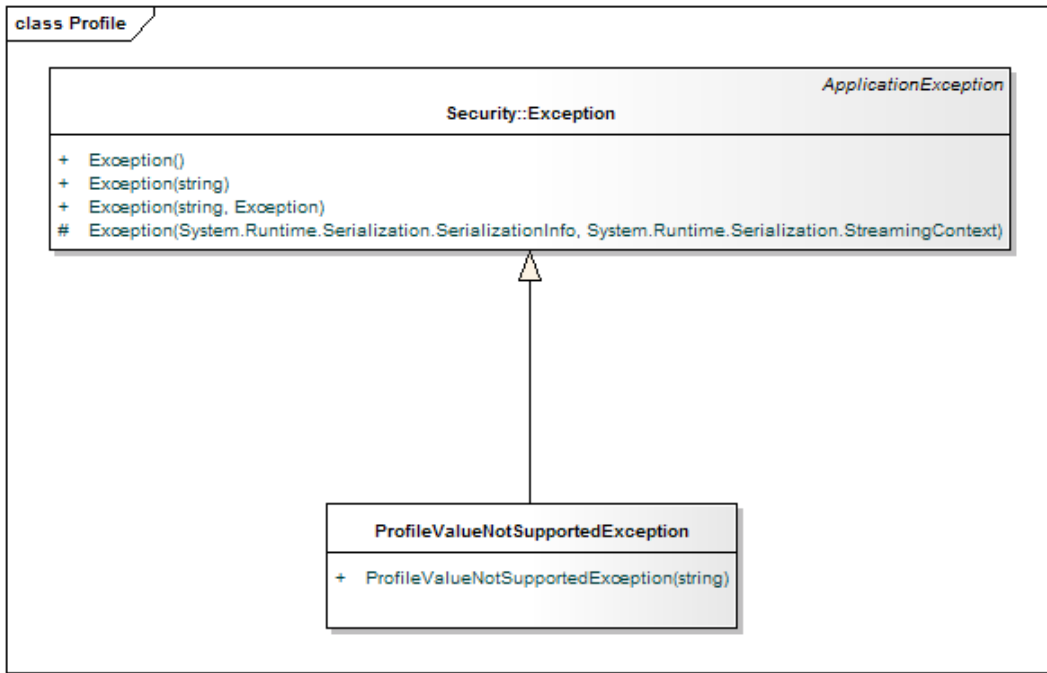 class Profile
ApplicationException
Security::Exception
+ Exception()
+ Exception(string)
+ Exception(string, Exception)
# Exception(System.Runtime.Serialization.SerializationInfo, System.Runtime.Serialization.StreamingContext)
ProfileValueNotSupportedException
+ ProfileValueNotSupportedException(string)